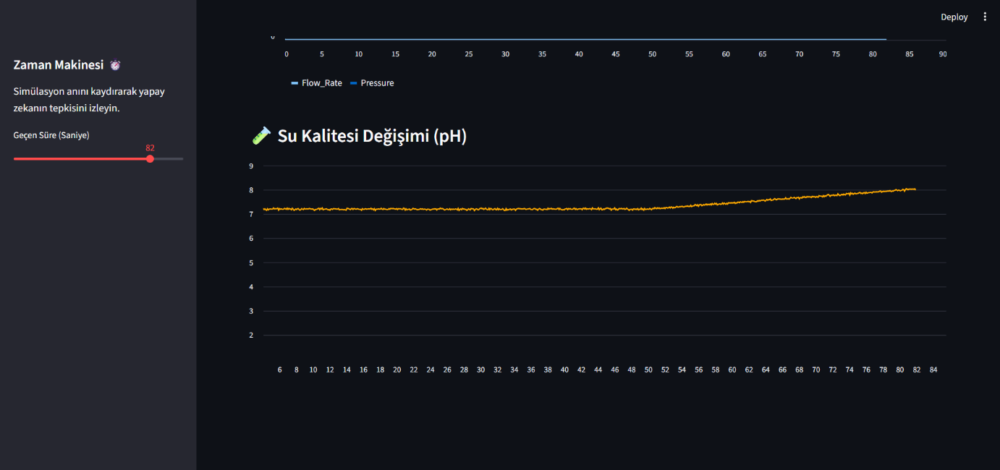 Deploy
Zaman Makinesi
Simülasyon anını kaydırarak yapay
zekanın tepkisini izleyin.
Geçen Süre (Saniye)
82
0
0 5 10 15 20 25 30 35 40 45 50 55 60 65 70 75 80 85 90
Flow_Rate Pressure
Su Kalitesi Değişimi (pH)
9
8
7
6
5
4
3
2
6 8 10 12 14 16 18 20 22 24 26 28 30 32 34 36 38 40 42 44 46 48 50 52 54 56 58 60 62 64 66 68 70 72 74 76 78 80 82 84